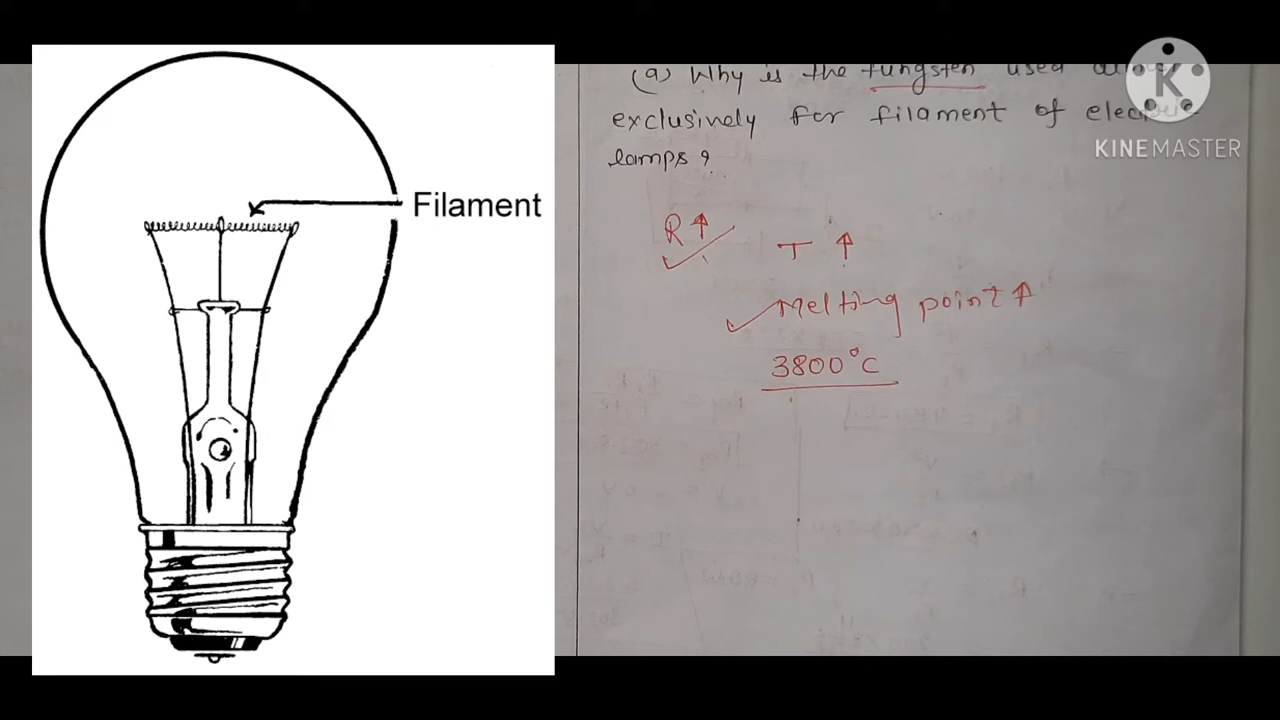 (a) Why is the tungsten used
exclusively for filament of
lamps ?
Filament
R↑
T ↑
Melting point ↑
3800°C
KINEMASTER